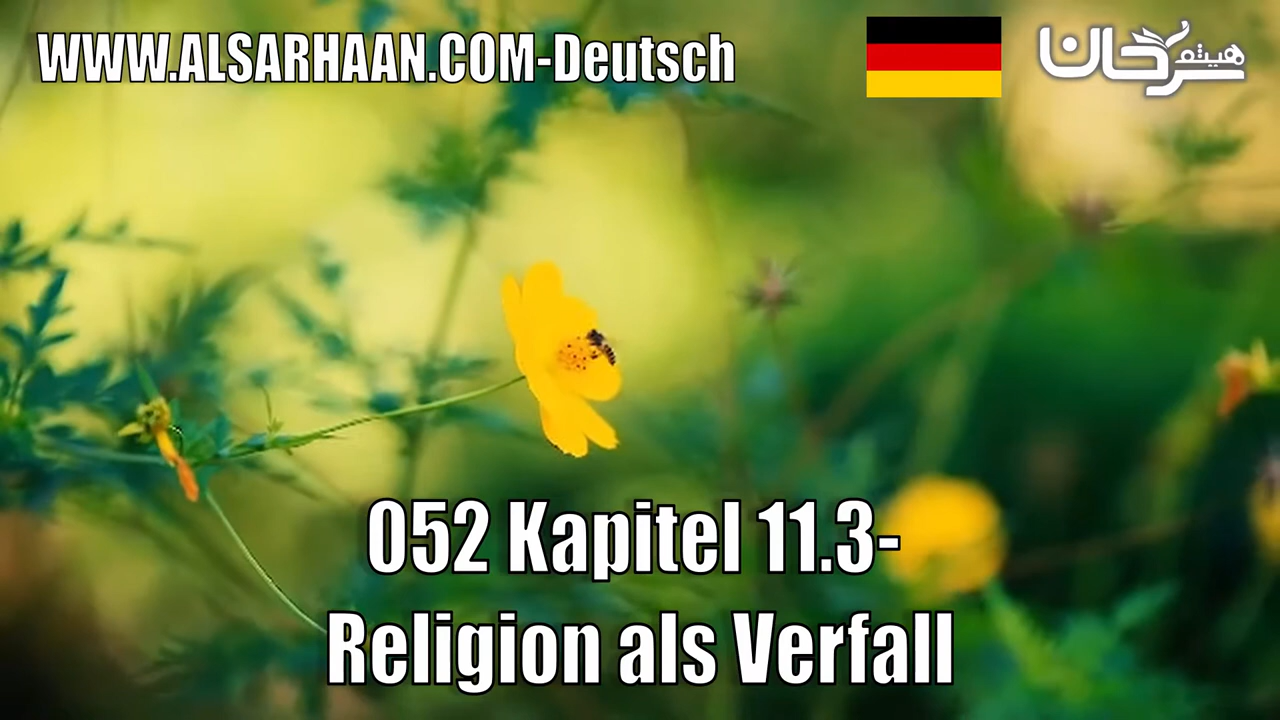 WWW.ALSARHAAN.COM-Deutsch
هيثم سرحان
052 Kapitel 11.3-
Religion als Verfall